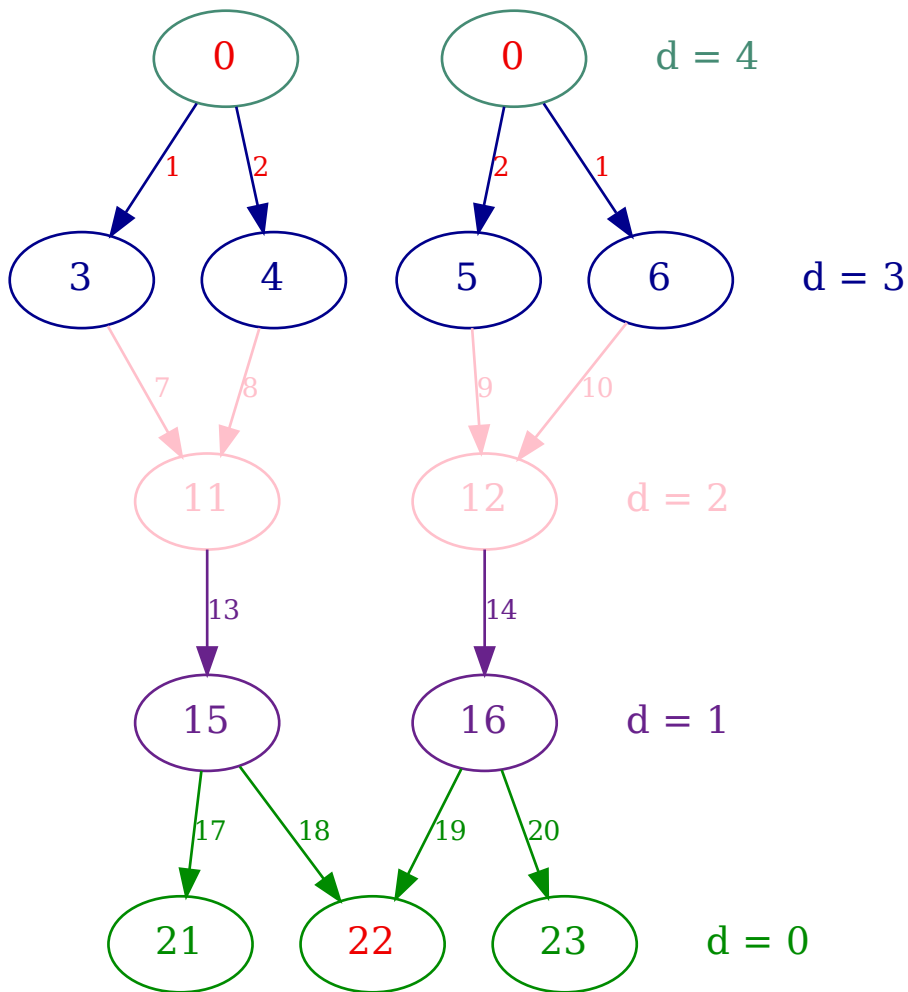 0 0 d = 4
1 2 2 1
3 4 5 6 d = 3
7 8 9 10
11 12 d = 2
13 14
15 16 d = 1
17 18 19 20
21 22 23 d = 0